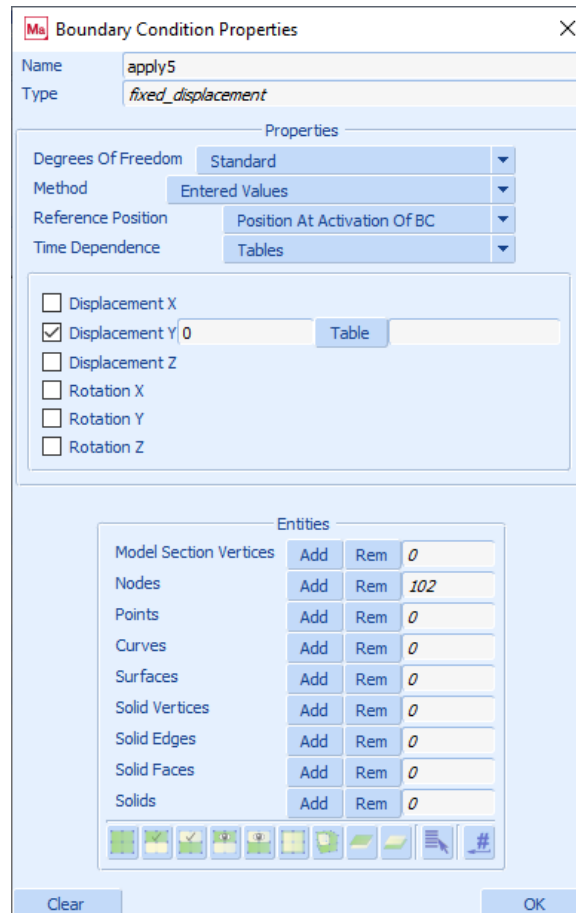 Ma Boundary Condition Properties
Name apply5
Type fixed_displacement
Properties
Degrees Of Freedom Standard
Method Entered Values
Reference Position Position At Activation Of BC
Time Dependence Tables
Displacement X
Displacement Y 0 Table
Displacement Z
Rotation X
Rotation Y
Rotation Z
Entities
Model Section Vertices Add Rem 0
Nodes Add Rem 102
Points Add Rem 0
Curves Add Rem 0
Surfaces Add Rem 0
Solid Vertices Add Rem 0
Solid Edges Add Rem 0
Solid Faces Add Rem 0
Solids Add Rem 0
#
Clear OK